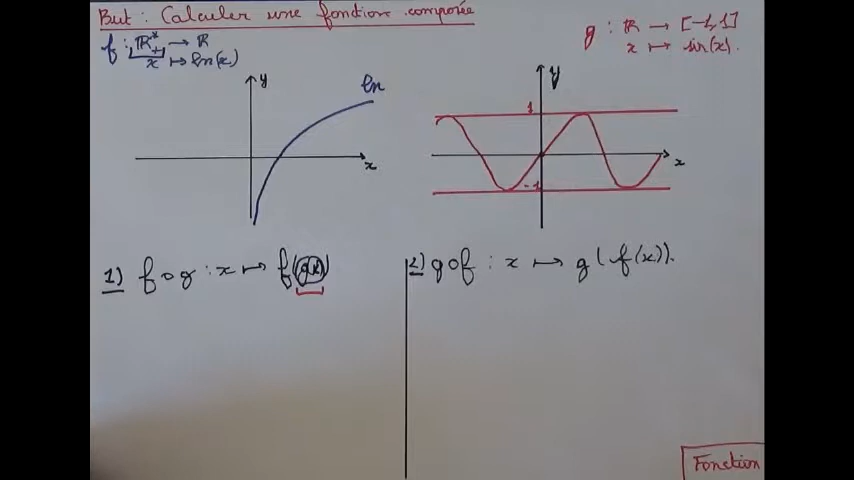 But : Calculer une fonction composée
f : ℝ*₊ → ℝ
x ↦ ln(x)
g : ℝ → [-1, 1]
x ↦ sin(x).
y
ln
x
y
1
x
-1
1) f o g : x ↦ f(g(x))
2) g o f : x ↦ g(f(x)).
Fonction